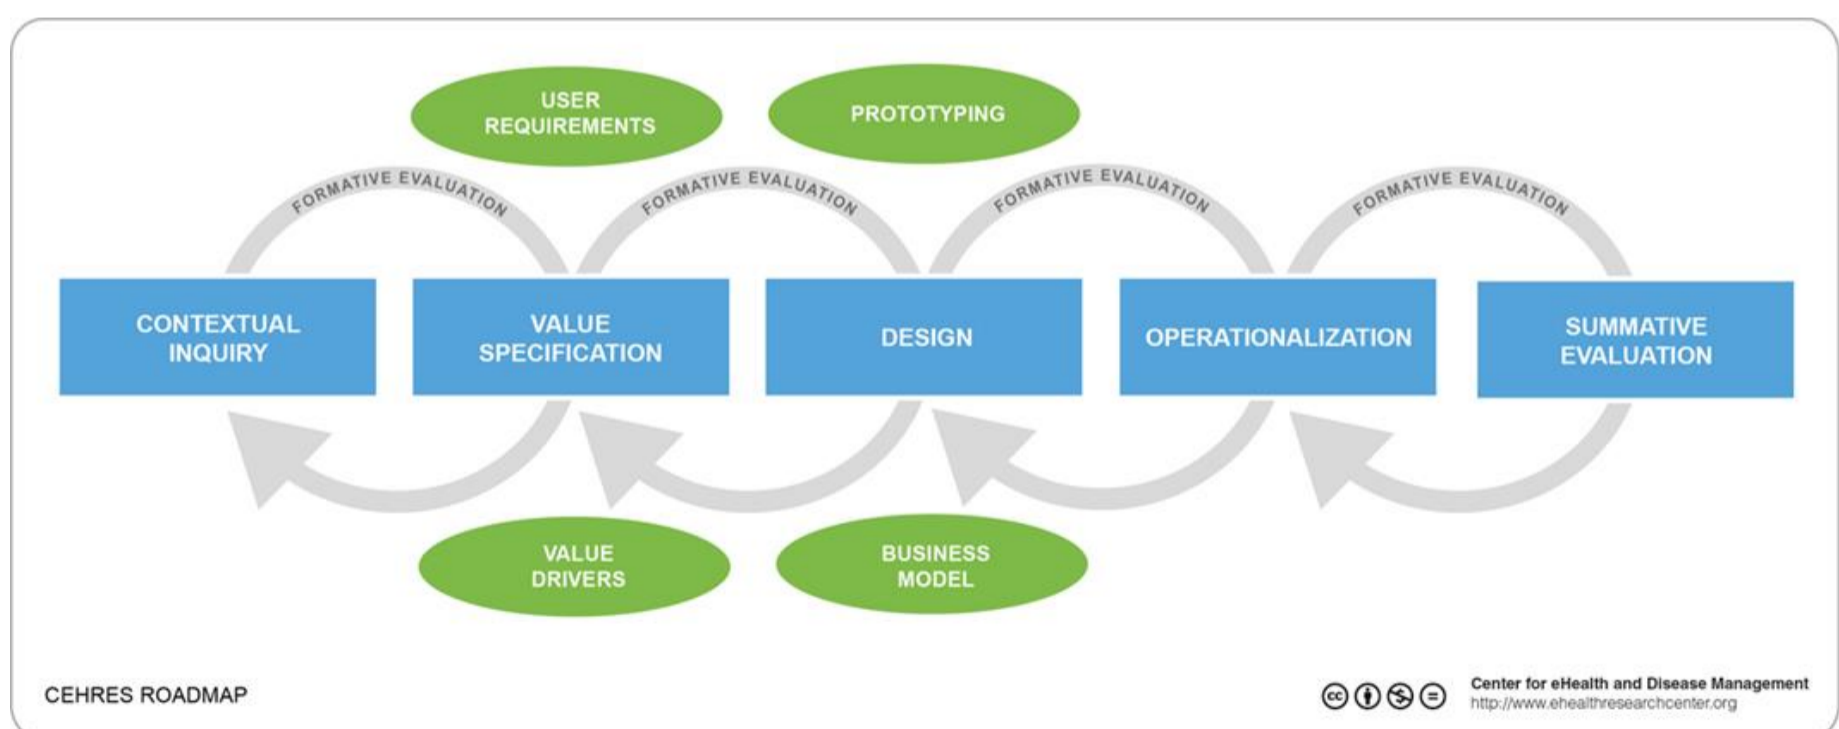 USER
REQUIREMENTS
PROTOTYPING
FORMATIVE EVALUATION
FORMATIVE EVALUATION
FORMATIVE EVALUATION
FORMATIVE EVALUATION
CONTEXTUAL
INQUIRY
VALUE
SPECIFICATION
DESIGN
OPERATIONALIZATION
SUMMATIVE
EVALUATION
VALUE
DRIVERS
BUSINESS
MODEL
CEHRES ROADMAP
cc
Center for eHealth and Disease Management
http://www.ehealthresearchcenter.org